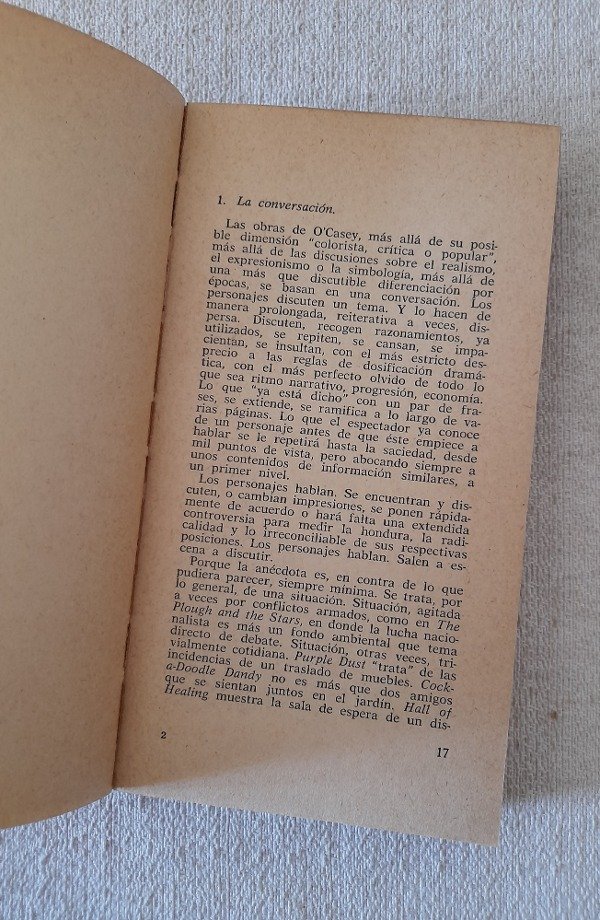 1. La conversación.
Las obras de O'Casey, más allá de su posi-
ble dimensión "colorista, crítica o popular",
más allá de las discusiones sobre el realismo,
el expresionismo o la simbología, más allá de
una más que discutible diferenciación por
épocas, se basan en una conversación. Los
personajes discuten un tema. Y lo hacen de
manera prolongada, reiterativa a veces, dis-
persa. Discuten, recogen razonamientos, ya
utilizados, se repiten, se cansan, se impa-
cientan, se insultan, con el más estricto des-
precio a las reglas de dosificación dramá-
tica, con el más perfecto olvido de todo lo
que sea ritmo narrativo, progresión, economía.
Lo que "ya está dicho" con un par de fra-
ses, se extiende, se ramifica a lo largo de va-
rias páginas. Lo que el espectador ya conoce
de un personaje antes de que éste empiece a
hablar se le repetirá hasta la saciedad, desde
mil puntos de vista, pero abocando siempre a
unos contenidos de información similares, a
un primer nivel.
Los personajes hablan. Se encuentran y dis-
cuten, o cambian impresiones, se ponen rápida-
mente de acuerdo o hará falta una extendida
controversia para medir la hondura, la radi-
calidad y lo irreconciliable de sus respectivas
posiciones. Los personajes hablan. Salen a es-
cena a discutir.
Porque la anécdota es, en contra de lo que
pudiera parecer, siempre mínima. Se trata, por
lo general, de una situación. Situación, agitada
a veces por conflictos armados, como en The
Plough and the Stars, en donde la lucha nacio-
nalista es más un fondo ambiental que tema
directo de debate. Situación, otras veces, tri-
vialmente cotidiana. Purple Dust "trata" de las
incidencias de un traslado de muebles. Cock-
a-Doodle Dandy no es más que dos amigos
que se sientan juntos en el jardín, Hall of
Healing muestra la sala de espera de un dis-
2
17